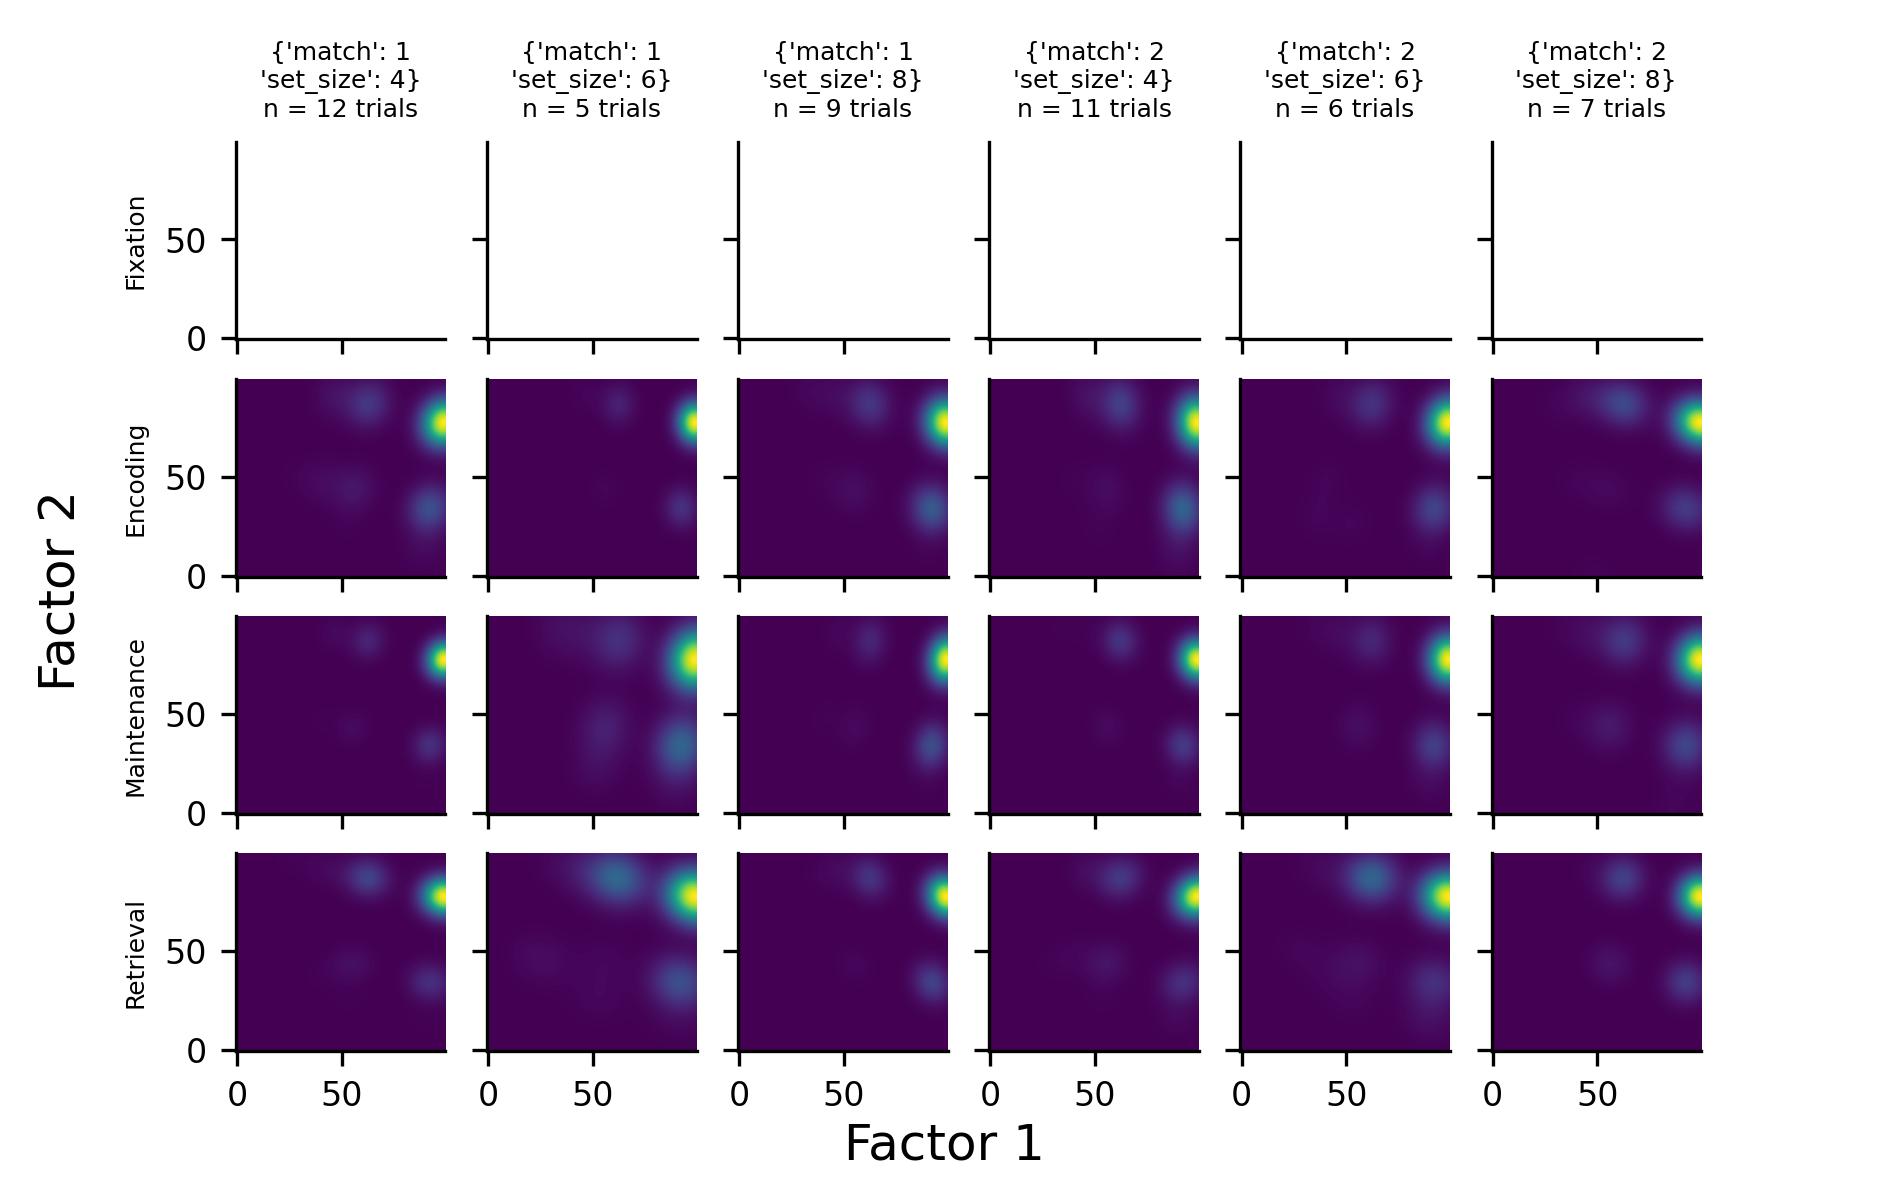 {'match': 1
'set_size': 4}
n = 12 trials
{'match': 1
'set_size': 6}
n = 5 trials
{'match': 1
'set_size': 8}
n = 9 trials
{'match': 2
'set_size': 4}
n = 11 trials
{'match': 2
'set_size': 6}
n = 6 trials
{'match': 2
'set_size': 8}
n = 7 trials
Factor 2
Fixation
50
0
Encoding
50
0
Maintenance
50
0
Retrieval
50
0
0 50 0 50 0 50 0 50 0 50 0 50
Factor 1